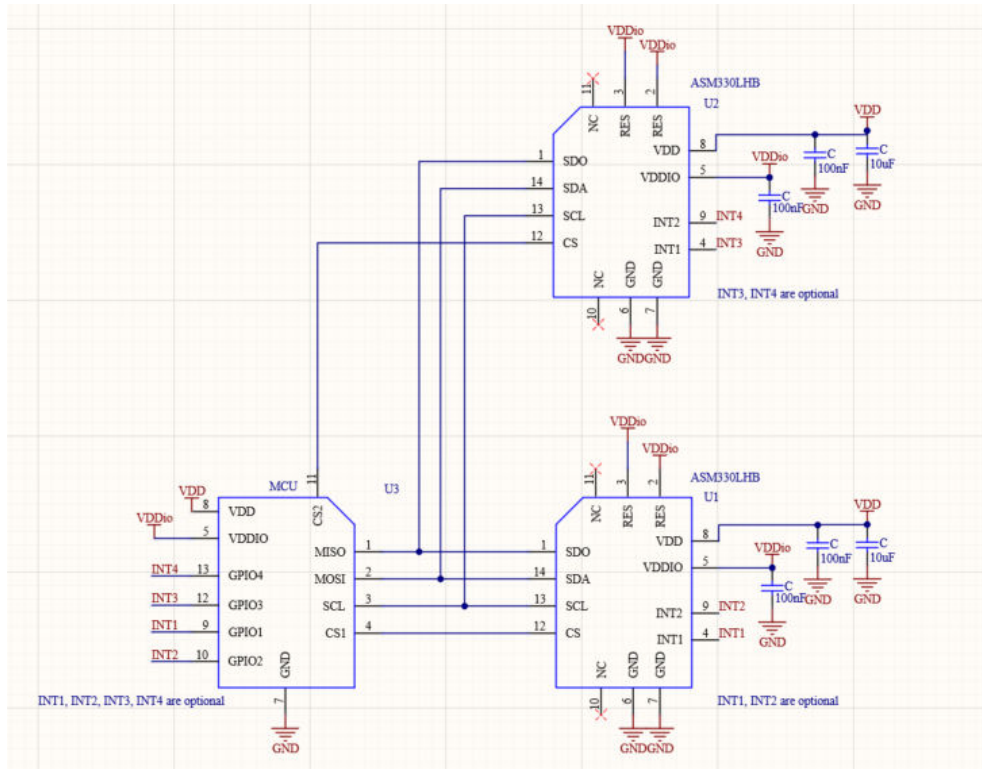 VDDio
VDDio
11
3
2
ASM330LHB
U2
NC
RES
RES
VDD
8
VDD
C
100nF
C
10uF
GND
GND
1
SDO
14
SDA
13
SCL
12
CS
VDDIO
5
VDDio
C
100nF
GND
INT2
9
INT4
INT1
4
INT3
NC
GND
GND
10
6
7
GND
GND
INT3, INT4 are optional
MCU
U3
11
CS2
VDD
8
VDD
VDDio
5
VDDIO
INT4
13
GPIO4
INT3
12
GPIO3
INT1
9
GPIO1
INT2
10
GPIO2
MISO
1
MOSI
2
SCL
3
CS1
4
GND
7
GND
INT1, INT2, INT3, INT4 are optional
VDDio
VDDio
11
3
2
ASM330LHB
U1
NC
RES
RES
VDD
8
VDD
C
100nF
C
10uF
GND
GND
1
SDO
14
SDA
13
SCL
12
CS
VDDIO
5
VDDio
C
100nF
GND
INT2
9
INT2
INT1
4
INT1
NC
GND
GND
10
6
7
GND
GND
INT1, INT2 are optional